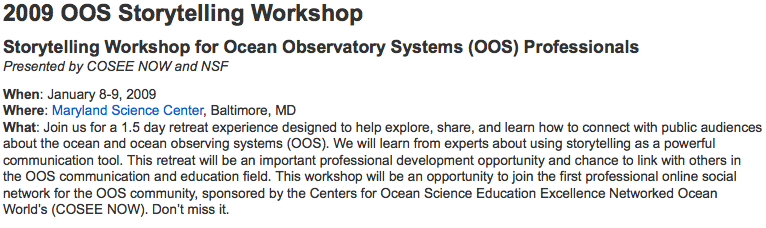 2009 OOS Storytelling Workshop
Storytelling Workshop for Ocean Observatory Systems (OOS) Professionals
Presented by COSEE NOW and NSF
When: January 8-9, 2009
Where: Maryland Science Center, Baltimore, MD
What: Join us for a 1.5 day retreat experience designed to help explore, share, and learn how to connect with public audiences
about the ocean and ocean observing systems (OOS). We will learn from experts about using storytelling as a powerful
communication tool. This retreat will be an important professional development opportunity and chance to link with others in
the OOS communication and education field. This workshop will be an opportunity to join the first professional online social
network for the OOS community, sponsored by the Centers for Ocean Science Education Excellence Networked Ocean
World's (COSEE NOW). Don't miss it.